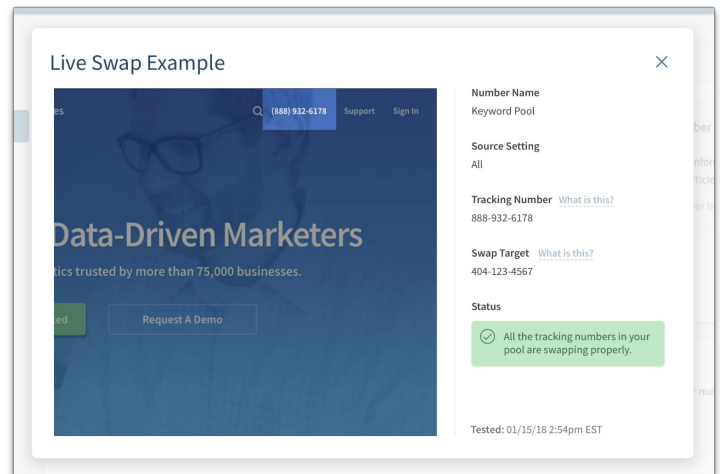 Live Swap Example
es
(888) 932-6178 Support Sign In
Data-Driven Marketers
tics trusted by more than 75,000 businesses.
ted Request A Demo
Number Name
Keyword Pool
Source Setting
All
Tracking Number What is this?
888-932-6178
Swap Target What is this?
404-123-4567
Status
All the tracking numbers in your
pool are swapping properly.
Tested: 01/15/18 2:54pm EST